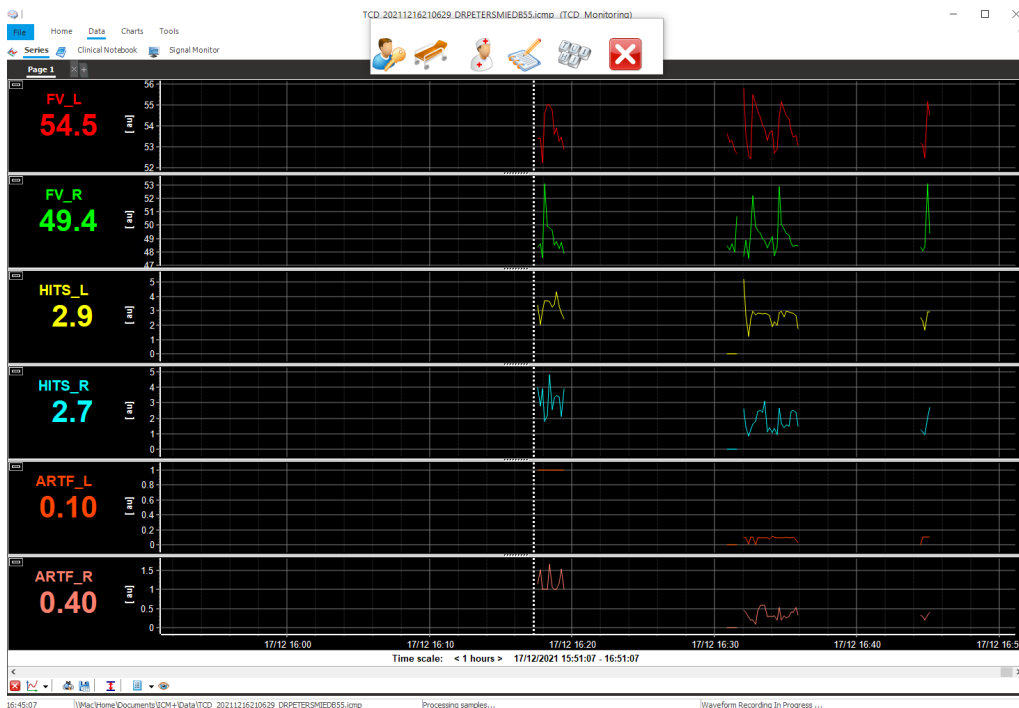 TCD_20211216210629_DRPETERSMIEDB55.icmp (TCD_Monitoring)
File Home Data Charts Tools
Series Clinical Notebook Signal Monitor
Page 1
FV_L
54.5
[ au]
56
55
54
53
52
FV_R
49.4
[ au]
53
52
51
50
49
48
47
HITS_L
2.9
[ au]
5
4
3
2
1
0
HITS_R
2.7
[ au]
5
4
3
2
1
0
ARTF_L
0.10
[ au]
1
0.8
0.6
0.4
0.2
0
ARTF_R
0.40
[ au]
1.5
1
0.5
0
17/12 16:00 17/12 16:10 17/12 16:20 17/12 16:30 17/12 16:40 17/12 16:5
Time scale: < 1 hours > 17/12/2021 15:51:07 - 16:51:07
16:45:07 \\Mac\Home\Documents\ICM+\Data\TCD_20211216210629_DRPETERSMIEDB55.icmp Processing samples... Waveform Recording In Progress ...